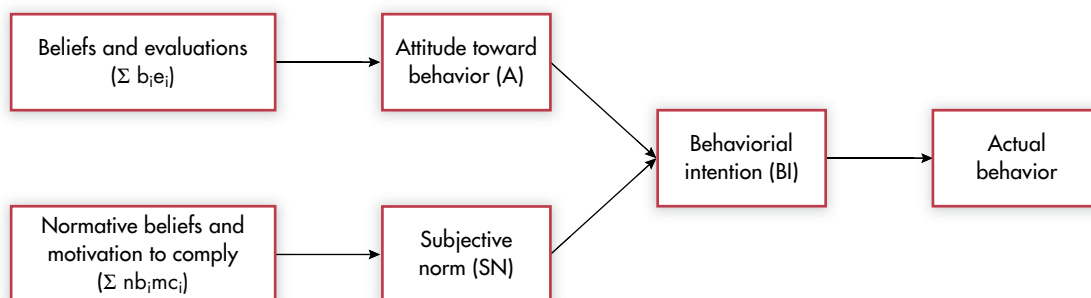 Beliefs and evaluations
(Σ bᵢeᵢ)
Attitude toward
behavior (A)
Behaviorial
intention (BI)
Actual
behavior
Normative beliefs and
motivation to comply
(Σ nbᵢmcᵢ)
Subjective
norm (SN)